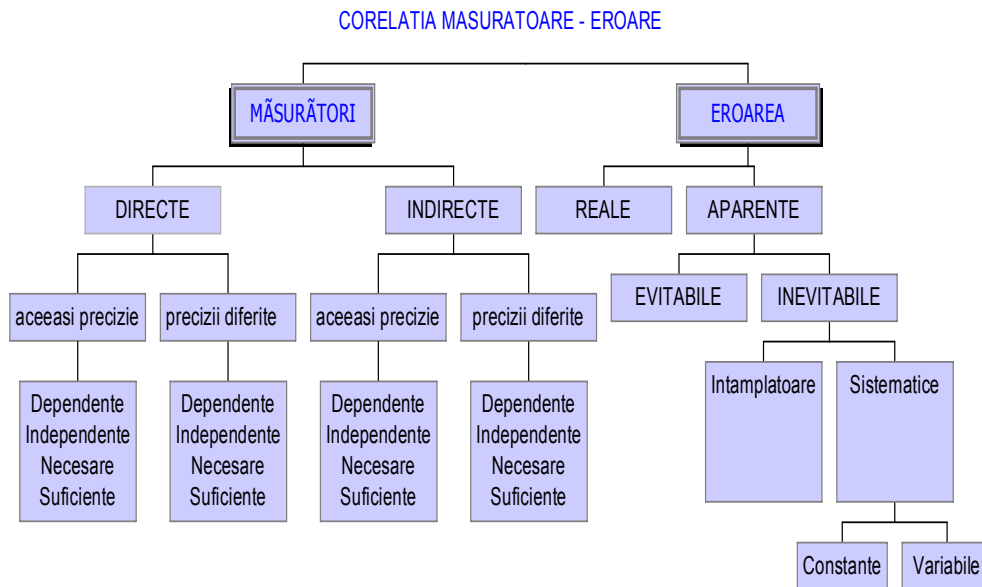 CORELATIA MASURATOARE - EROARE
MÃSURÃTORI
EROAREA
DIRECTE
INDIRECTE
REALE
APARENTE
EVITABILE
INEVITABILE
aceeasi precizie
precizii diferite
aceeasi precizie
precizii diferite
Intamplatoare
Sistematice
Dependente
Independente
Necesare
Suficiente
Dependente
Independente
Necesare
Suficiente
Dependente
Independente
Necesare
Suficiente
Dependente
Independente
Necesare
Suficiente
Constante
Variabile